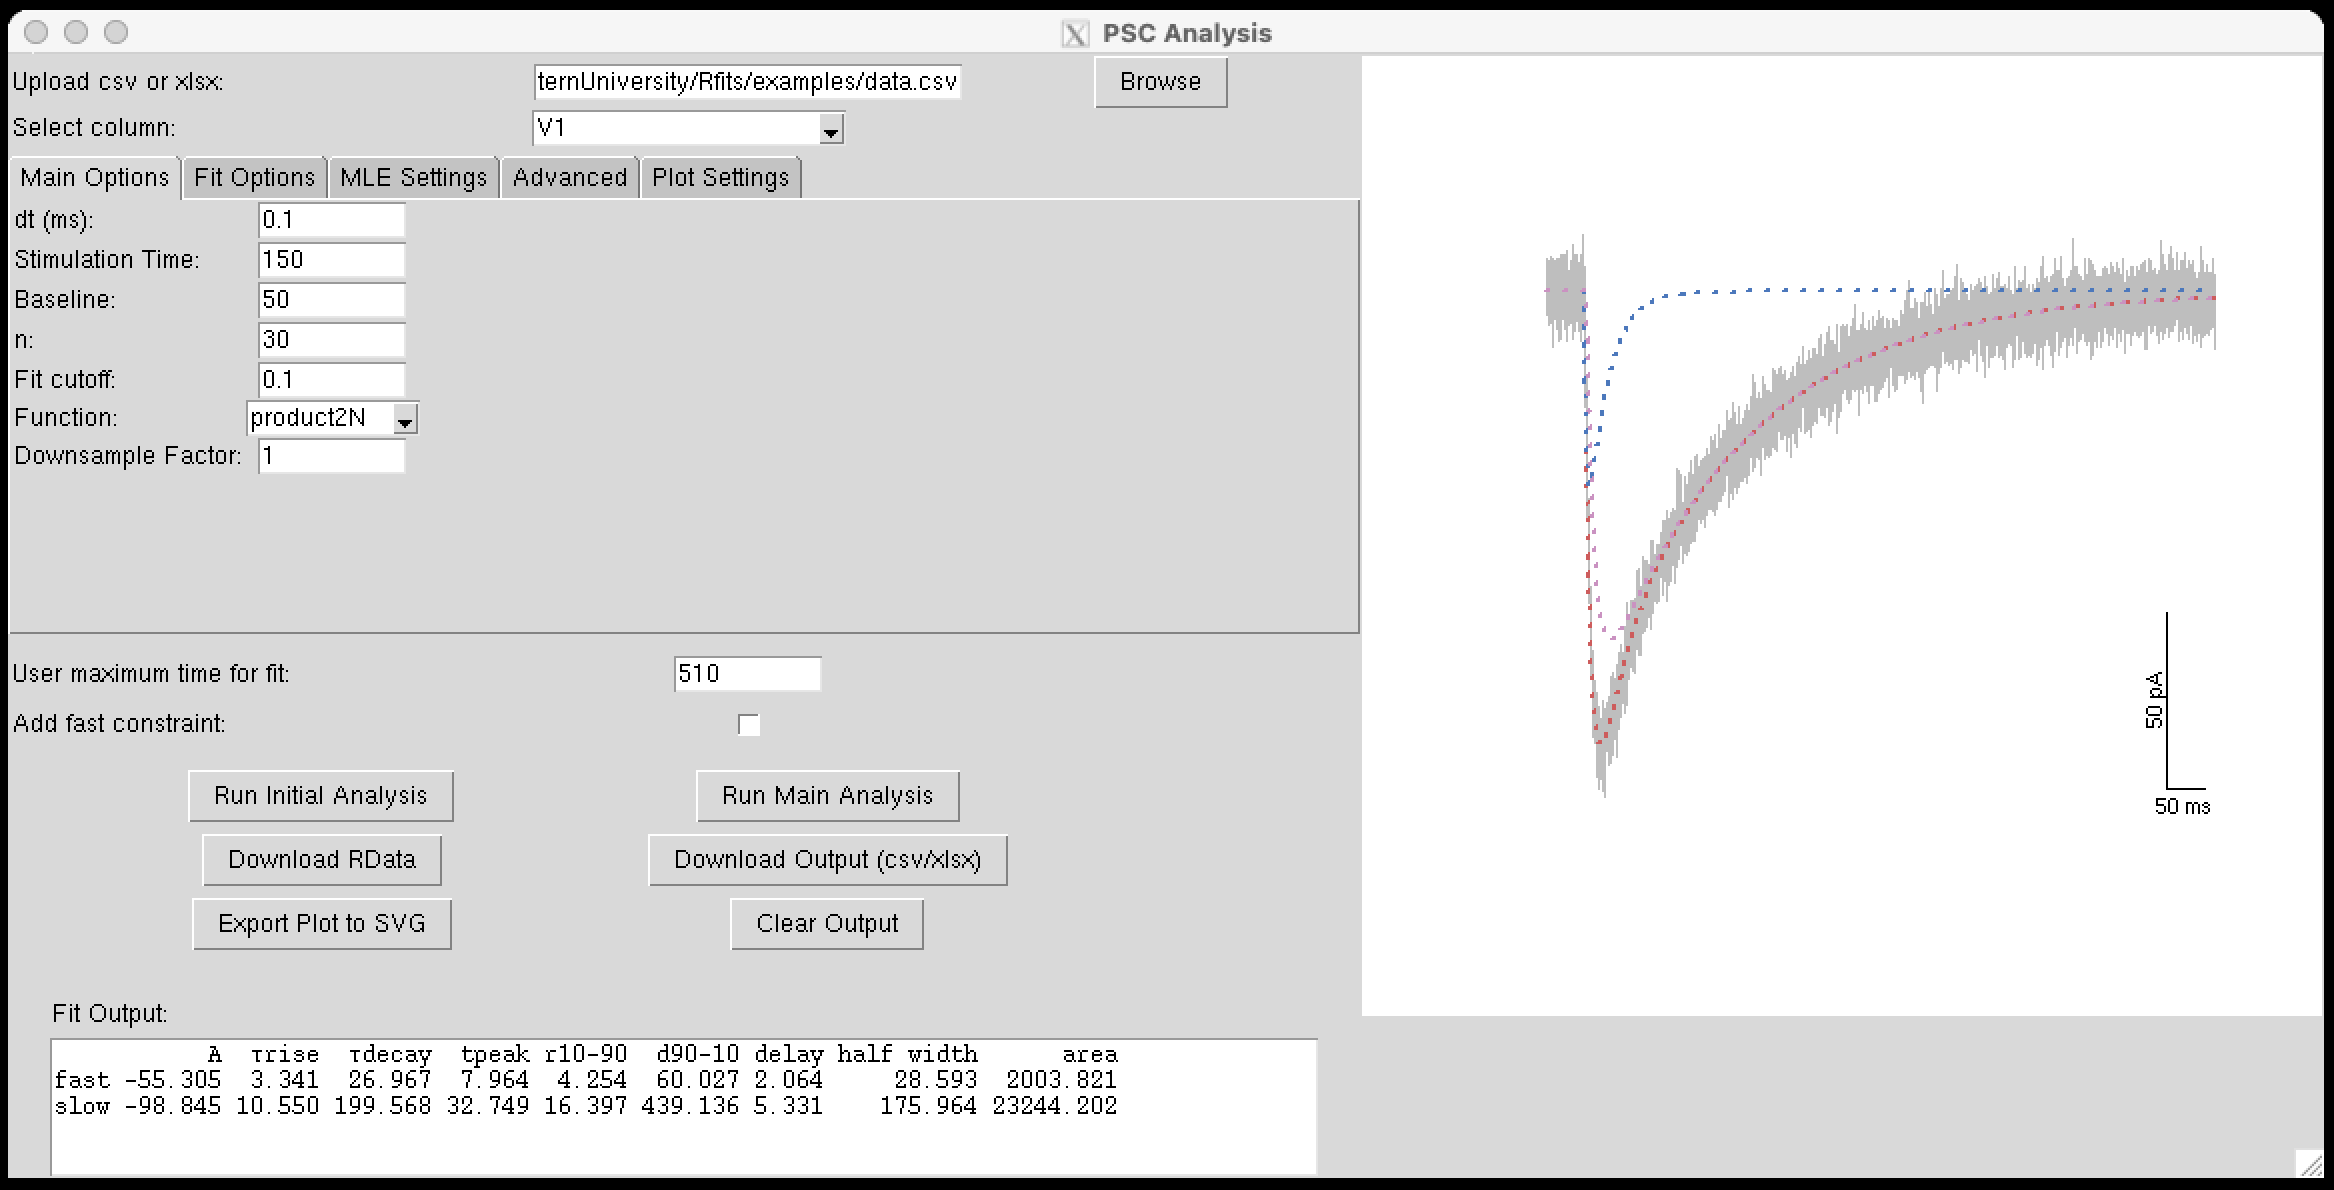 PSC Analysis
Upload csv or xlsx: ternUniversity/Rfits/examples/data.csv Browse
Select column: V1
Main Options Fit Options MLE Settings Advanced Plot Settings
dt (ms): 0.1
Stimulation Time: 150
Baseline: 50
n: 30
Fit cutoff: 0.1
Function: product2N
Downsample Factor: 1
User maximum time for fit: 510
Add fast constraint:
Run Initial Analysis Run Main Analysis
Download RData Download Output (csv/xlsx)
Export Plot to SVG Clear Output
Fit Output:
A τrise τdecay tpeak r10-90 d90-10 delay half width area
fast -55.305 3.341 26.967 7.964 4.254 60.027 2.064 28.593 2003.821
slow -98.845 10.550 199.568 32.749 16.397 439.136 5.331 175.964 23244.202
50 pA
50 ms